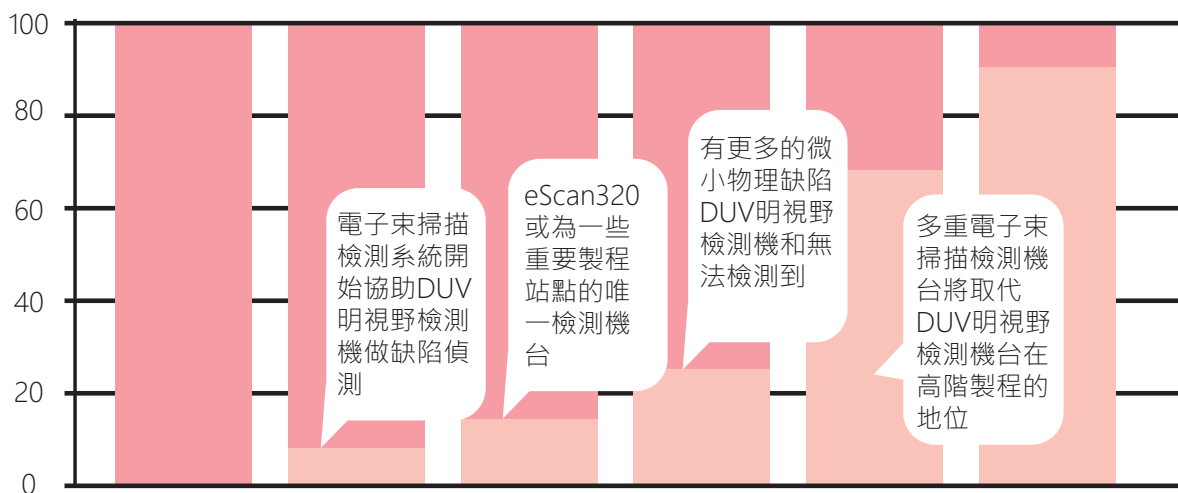 100
80
60
40
20
0
電子束掃描
檢測系統開
始協助DUV
明視野檢測
機做缺陷偵
測
eScan320
或為一些
重要製程
站點的唯
一檢測機
台
有更多的微
小物理缺陷
DUV明視野
檢測機和無
法檢測到
多重電子束
掃描檢測機
台將取代
DUV明視野
檢測機台在
高階製程的
地位